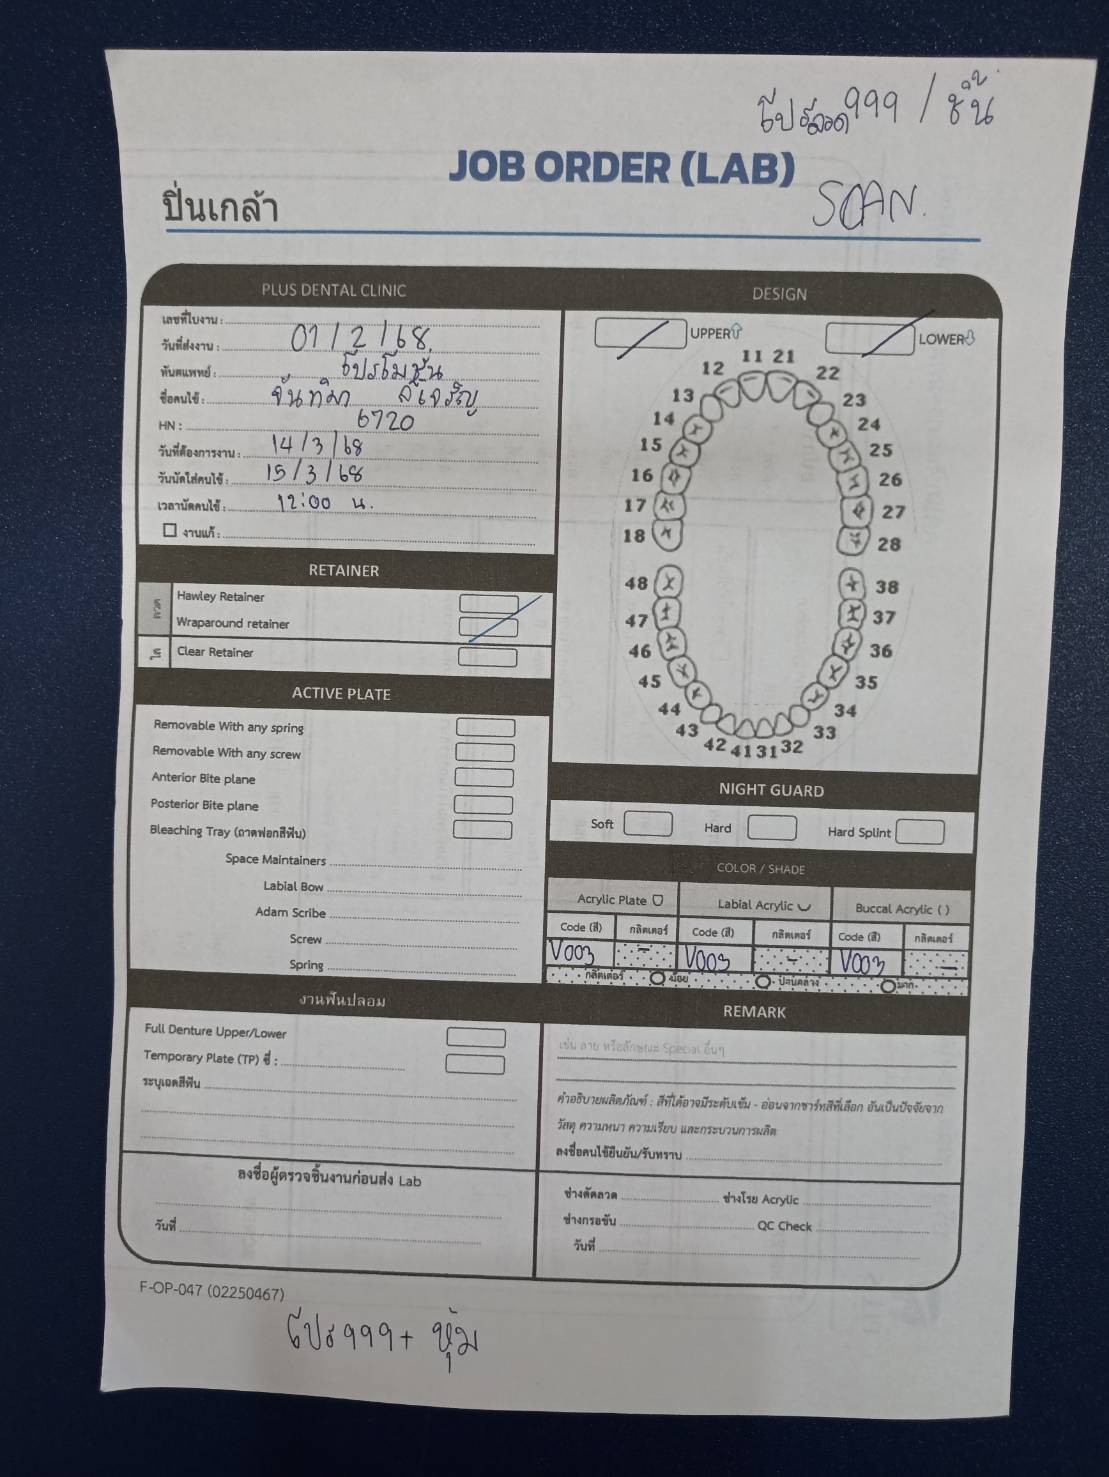 โปรลวด 999 / ชิ้น
JOB ORDER (LAB)
ปิ่นเกล้า
SCAN.
PLUS DENTAL CLINIC
เลขที่ใบงาน :
วันที่ส่งงาน : 01 / 2 / 68
ทันตแพทย์ :
ชื่อคนไข้ : จันทิมา
HN : 6720
วันที่ต้องการงาน : 14 / 3 / 68
วันนัดใส่คนไข้ : 15 / 3 / 68
เวลานัดคนไข้ : 12:00 น.
งานแก้ :
DESIGN
UPPER
LOWER
11 21
12 22
13 23
14 24
15 25
16 26
17 27
18 28
48 38
47 37
46 36
45 35
44 34
43 33
42 41 31 32
RETAINER
Hawley Retainer
Wraparound retainer
Clear Retainer
ACTIVE PLATE
Removable With any spring
Removable With any screw
Anterior Bite plane
Posterior Bite plane
Bleaching Tray (ถาดฟอกสีฟัน)
Space Maintainers
Labial Bow
Adam Scribe
Screw
Spring
NIGHT GUARD
Soft Hard Hard Splint
COLOR / SHADE
Acrylic Plate Labial Acrylic Buccal Acrylic ( )
Code (สี) กลิตเตอร์ Code (สี) กลิตเตอร์ Code (สี) กลิตเตอร์
V003 - V003 - V003 -
กลิตเตอร์ น้อย ปานกลาง มาก
งานฟันปลอม
Full Denture Upper/Lower
Temporary Plate (TP) ซี่ :
ระบุเฉดสีฟัน
REMARK
เช่น ลาย หรือลักษณะ Special อื่นๆ
คำอธิบายผลิตภัณฑ์ : สีที่ได้อาจมีระดับเข้ม - อ่อนจากชาร์ทสีที่เลือก อันเป็นปัจจัยจาก
วัสดุ ความหนา ความเรียบ และกระบวนการผลิต
ลงชื่อคนไข้ยืนยัน/รับทราบ
ลงชื่อผู้ตรวจชิ้นงานก่อนส่ง Lab
วันที่
ช่างดัดลวด ช่างโรย Acrylic
ช่างกรอขัน QC Check
วันที่
F-OP-047 (02250467)
โปร 999 + หุ้ม